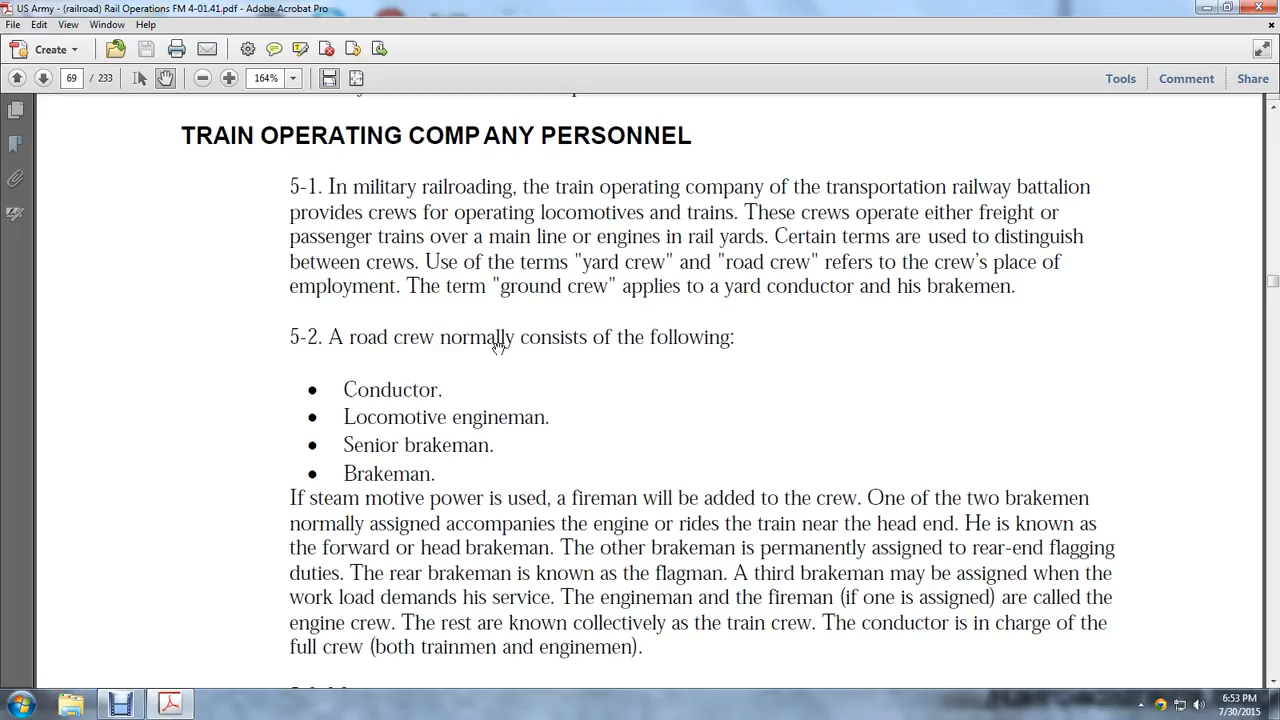 US Army - (railroad) Rail Operations FM 4-01.41.pdf - Adobe Acrobat Pro
File Edit View Window Help
Create
69 / 233 164% Tools Comment Share
TRAIN OPERATING COMPANY PERSONNEL
5-1. In military railroading, the train operating company of the transportation railway battalion
provides crews for operating locomotives and trains. These crews operate either freight or
passenger trains over a main line or engines in rail yards. Certain terms are used to distinguish
between crews. Use of the terms "yard crew" and "road crew" refers to the crew's place of
employment. The term "ground crew" applies to a yard conductor and his brakemen.
5-2. A road crew normally consists of the following:
• Conductor.
• Locomotive engineman.
• Senior brakeman.
• Brakeman.
If steam motive power is used, a fireman will be added to the crew. One of the two brakemen
normally assigned accompanies the engine or rides the train near the head end. He is known as
the forward or head brakeman. The other brakeman is permanently assigned to rear-end flagging
duties. The rear brakeman is known as the flagman. A third brakeman may be assigned when the
work load demands his service. The engineman and the fireman (if one is assigned) are called the
engine crew. The rest are known collectively as the train crew. The conductor is in charge of the
full crew (both trainmen and enginemen).
6:53 PM
7/30/2015